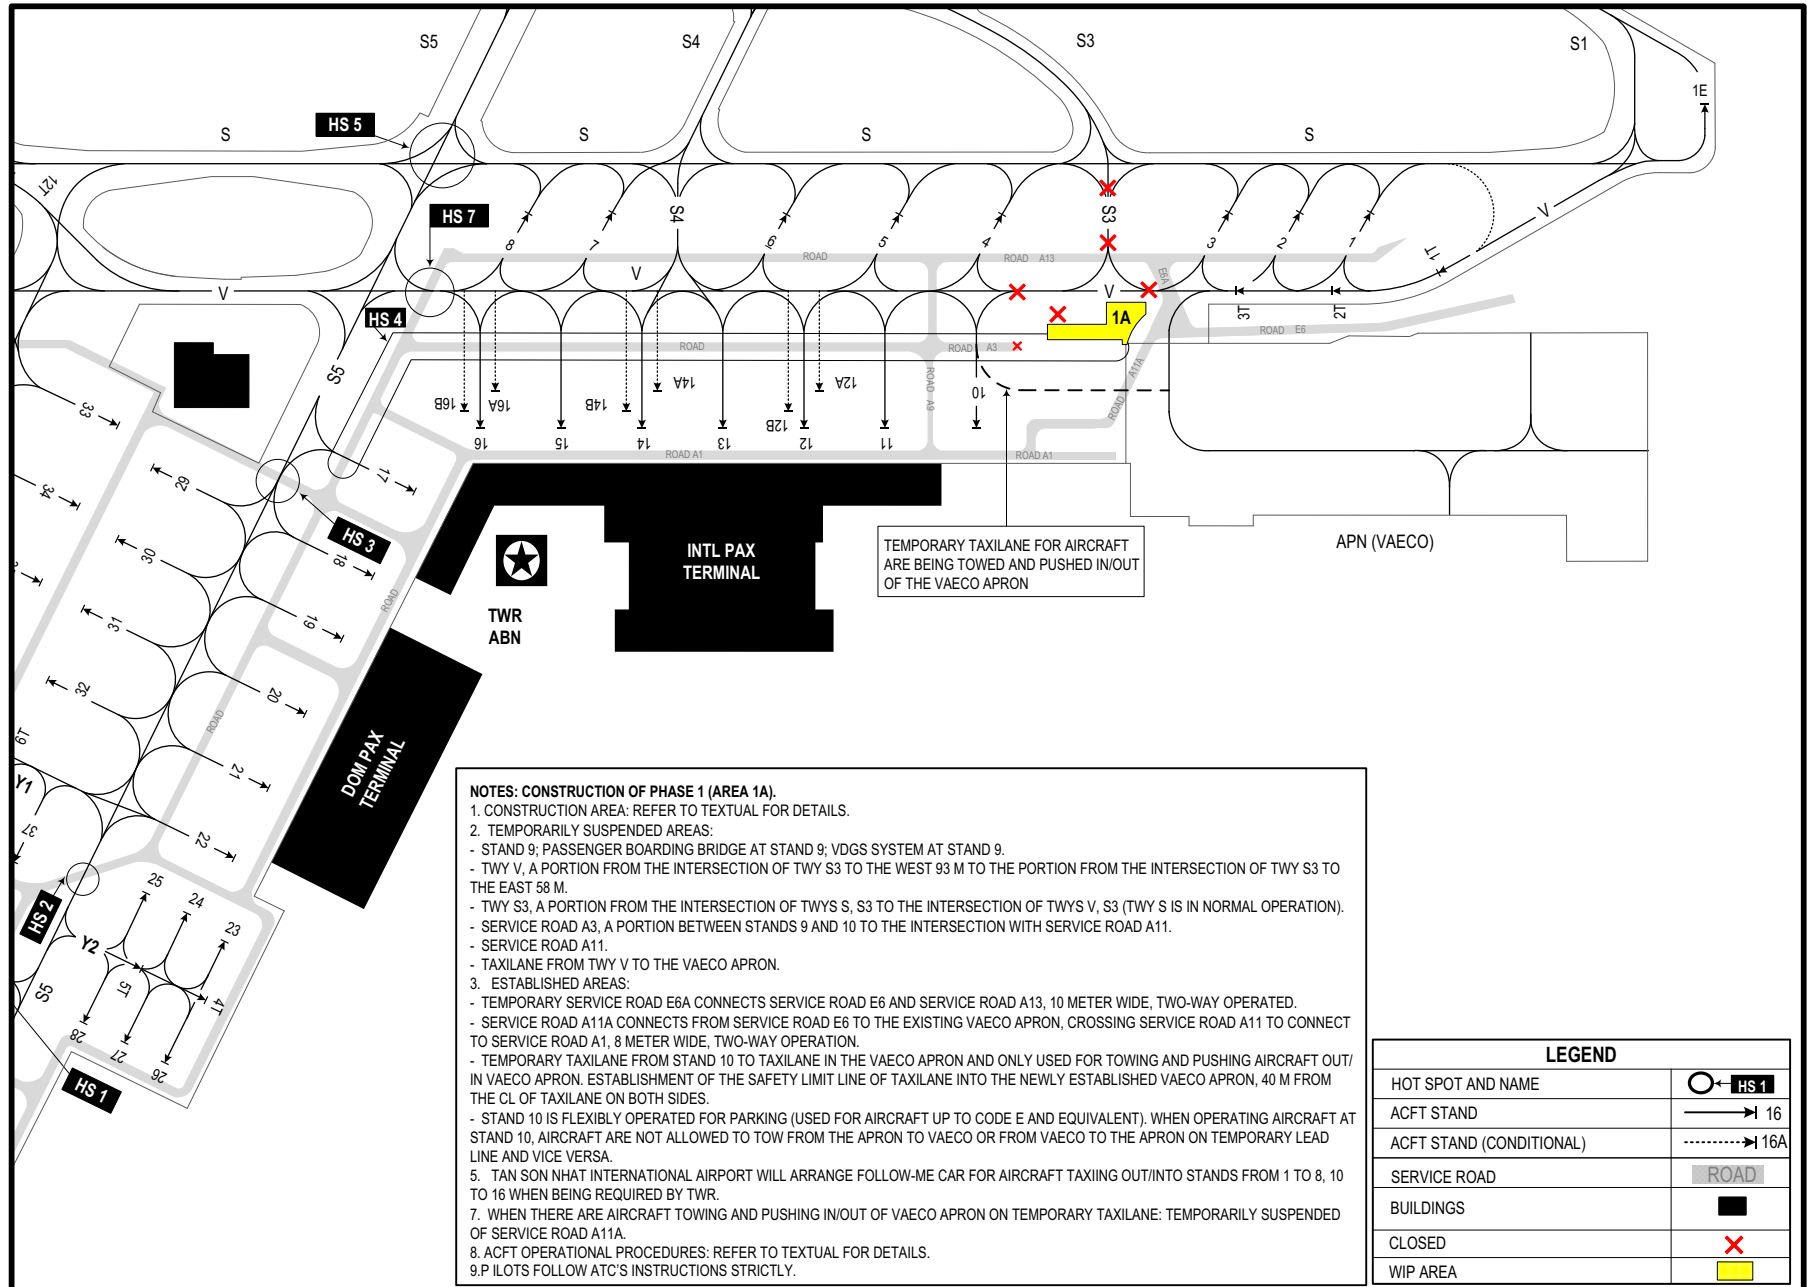 S5
S4
S3
S1
1E
HS 5
S
S
S
S
12T
HS 7
S4
S3
8
7
6
5
4
3
2
1
1T
V
ROAD
ROAD A13
E6A
V
V
V
3T
2T
HS 4
1A
ROAD E6
ROAD
ROAD A3
S5
ROAD A9
ROAD A11A
16B
16A
14B
14A
12B
12A
10
16
15
14
13
12
11
ROAD A1
ROAD A1
33
34
29
17
HS 3
30
18
31
19
32
20
21
22
ROAD
ROAD
6T
Y1
37
TWR
ABN
INTL PAX
TERMINAL
DOM PAX
TERMINAL
TEMPORARY TAXILANE FOR AIRCRAFT
ARE BEING TOWED AND PUSHED IN/OUT
OF THE VAECO APRON
APN (VAECO)
HS 2
25
24
23
Y2
5T
4T
S5
28
27
26
HS 1
NOTES: CONSTRUCTION OF PHASE 1 (AREA 1A).
1. CONSTRUCTION AREA: REFER TO TEXTUAL FOR DETAILS.
2. TEMPORARILY SUSPENDED AREAS:
- STAND 9; PASSENGER BOARDING BRIDGE AT STAND 9; VDGS SYSTEM AT STAND 9.
- TWY V, A PORTION FROM THE INTERSECTION OF TWY S3 TO THE WEST 93 M TO THE PORTION FROM THE INTERSECTION OF TWY S3 TO
THE EAST 58 M.
- TWY S3, A PORTION FROM THE INTERSECTION OF TWYS S, S3 TO THE INTERSECTION OF TWYS V, S3 (TWY S IS IN NORMAL OPERATION).
- SERVICE ROAD A3, A PORTION BETWEEN STANDS 9 AND 10 TO THE INTERSECTION WITH SERVICE ROAD A11.
- SERVICE ROAD A11.
- TAXILANE FROM TWY V TO THE VAECO APRON.
3. ESTABLISHED AREAS:
- TEMPORARY SERVICE ROAD E6A CONNECTS SERVICE ROAD E6 AND SERVICE ROAD A13, 10 METER WIDE, TWO-WAY OPERATED.
- SERVICE ROAD A11A CONNECTS FROM SERVICE ROAD E6 TO THE EXISTING VAECO APRON, CROSSING SERVICE ROAD A11 TO CONNECT
TO SERVICE ROAD A1, 8 METER WIDE, TWO-WAY OPERATION.
- TEMPORARY TAXILANE FROM STAND 10 TO TAXILANE IN THE VAECO APRON AND ONLY USED FOR TOWING AND PUSHING AIRCRAFT OUT/
IN VAECO APRON. ESTABLISHMENT OF THE SAFETY LIMIT LINE OF TAXILANE INTO THE NEWLY ESTABLISHED VAECO APRON, 40 M FROM
THE CL OF TAXILANE ON BOTH SIDES.
- STAND 10 IS FLEXIBLY OPERATED FOR PARKING (USED FOR AIRCRAFT UP TO CODE E AND EQUIVALENT). WHEN OPERATING AIRCRAFT AT
STAND 10, AIRCRAFT ARE NOT ALLOWED TO TOW FROM THE APRON TO VAECO OR FROM VAECO TO THE APRON ON TEMPORARY LEAD
LINE AND VICE VERSA.
5. TAN SON NHAT INTERNATIONAL AIRPORT WILL ARRANGE FOLLOW-ME CAR FOR AIRCRAFT TAXIING OUT/INTO STANDS FROM 1 TO 8, 10
TO 16 WHEN BEING REQUIRED BY TWR.
7. WHEN THERE ARE AIRCRAFT TOWING AND PUSHING IN/OUT OF VAECO APRON ON TEMPORARY TAXILANE: TEMPORARILY SUSPENDED
OF SERVICE ROAD A11A.
8. ACFT OPERATIONAL PROCEDURES: REFER TO TEXTUAL FOR DETAILS.
9.P ILOTS FOLLOW ATC'S INSTRUCTIONS STRICTLY.
LEGEND
HOT SPOT AND NAME HS 1
ACFT STAND 16
ACFT STAND (CONDITIONAL) 16A
SERVICE ROAD ROAD
BUILDINGS
CLOSED
WIP AREA